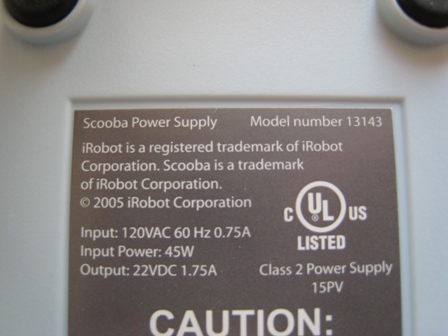 Scooba Power Supply Model number 13143
iRobot is a registered trademark of iRobot
Corporation. Scooba is a trademark
of iRobot Corporation.
© 2005 iRobot Corporation
C UL US
LISTED
Input: 120VAC 60 Hz 0.75A
Input Power: 45W
Output: 22VDC 1.75A
Class 2 Power Supply
15PV
CAUTION: